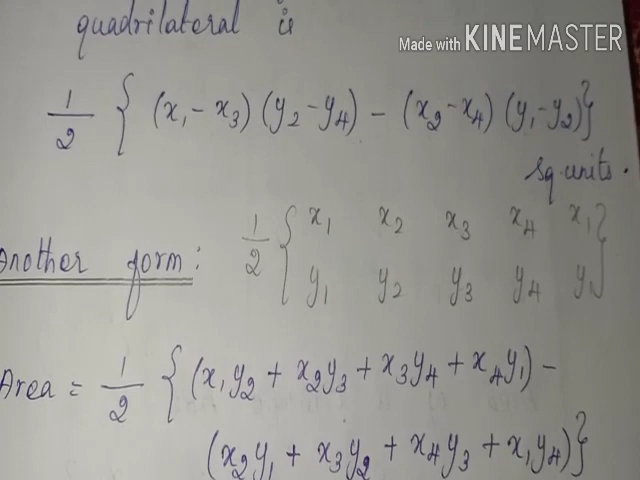 quadrilateral is
Made with KINEMASTER
1/2 { (x₁ - x₃) (y₂ - y₄) - (x₂ - x₄) (y₁ - y₂)}
sq.units.
Another form: 1/2 { x₁ x₂ x₃ x₄ x₁
y₁ y₂ y₃ y₄ y₁ }
Area = 1/2 { (x₁y₂ + x₂y₃ + x₃y₄ + x₄y₁) -
(x₂y₁ + x₃y₂ + x₄y₃ + x₁y₄)}